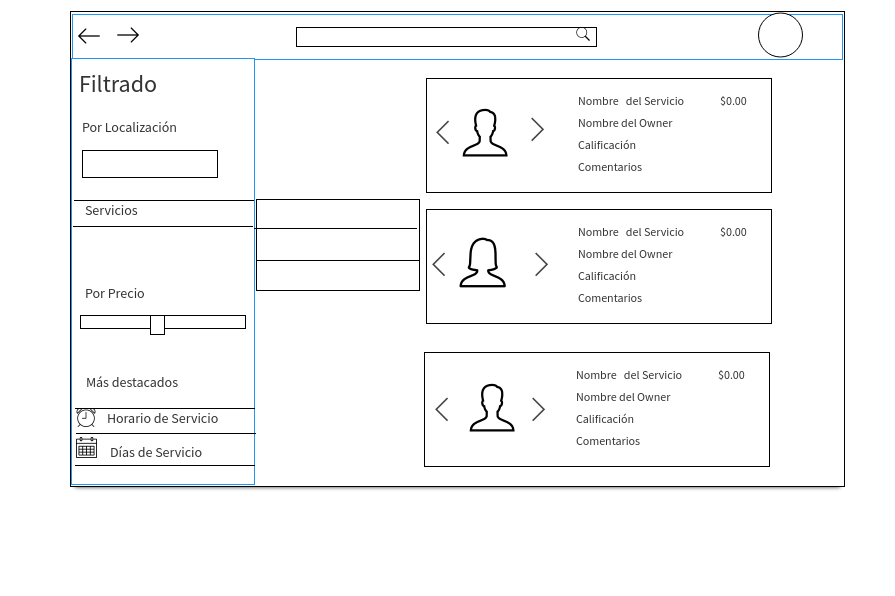 Filtrado
Por Localización
Servicios
Por Precio
Más destacados
Horario de Servicio
Días de Servicio
Nombre del Servicio $0.00
Nombre del Owner
Calificación
Comentarios
Nombre del Servicio $0.00
Nombre del Owner
Calificación
Comentarios
Nombre del Servicio $0.00
Nombre del Owner
Calificación
Comentarios